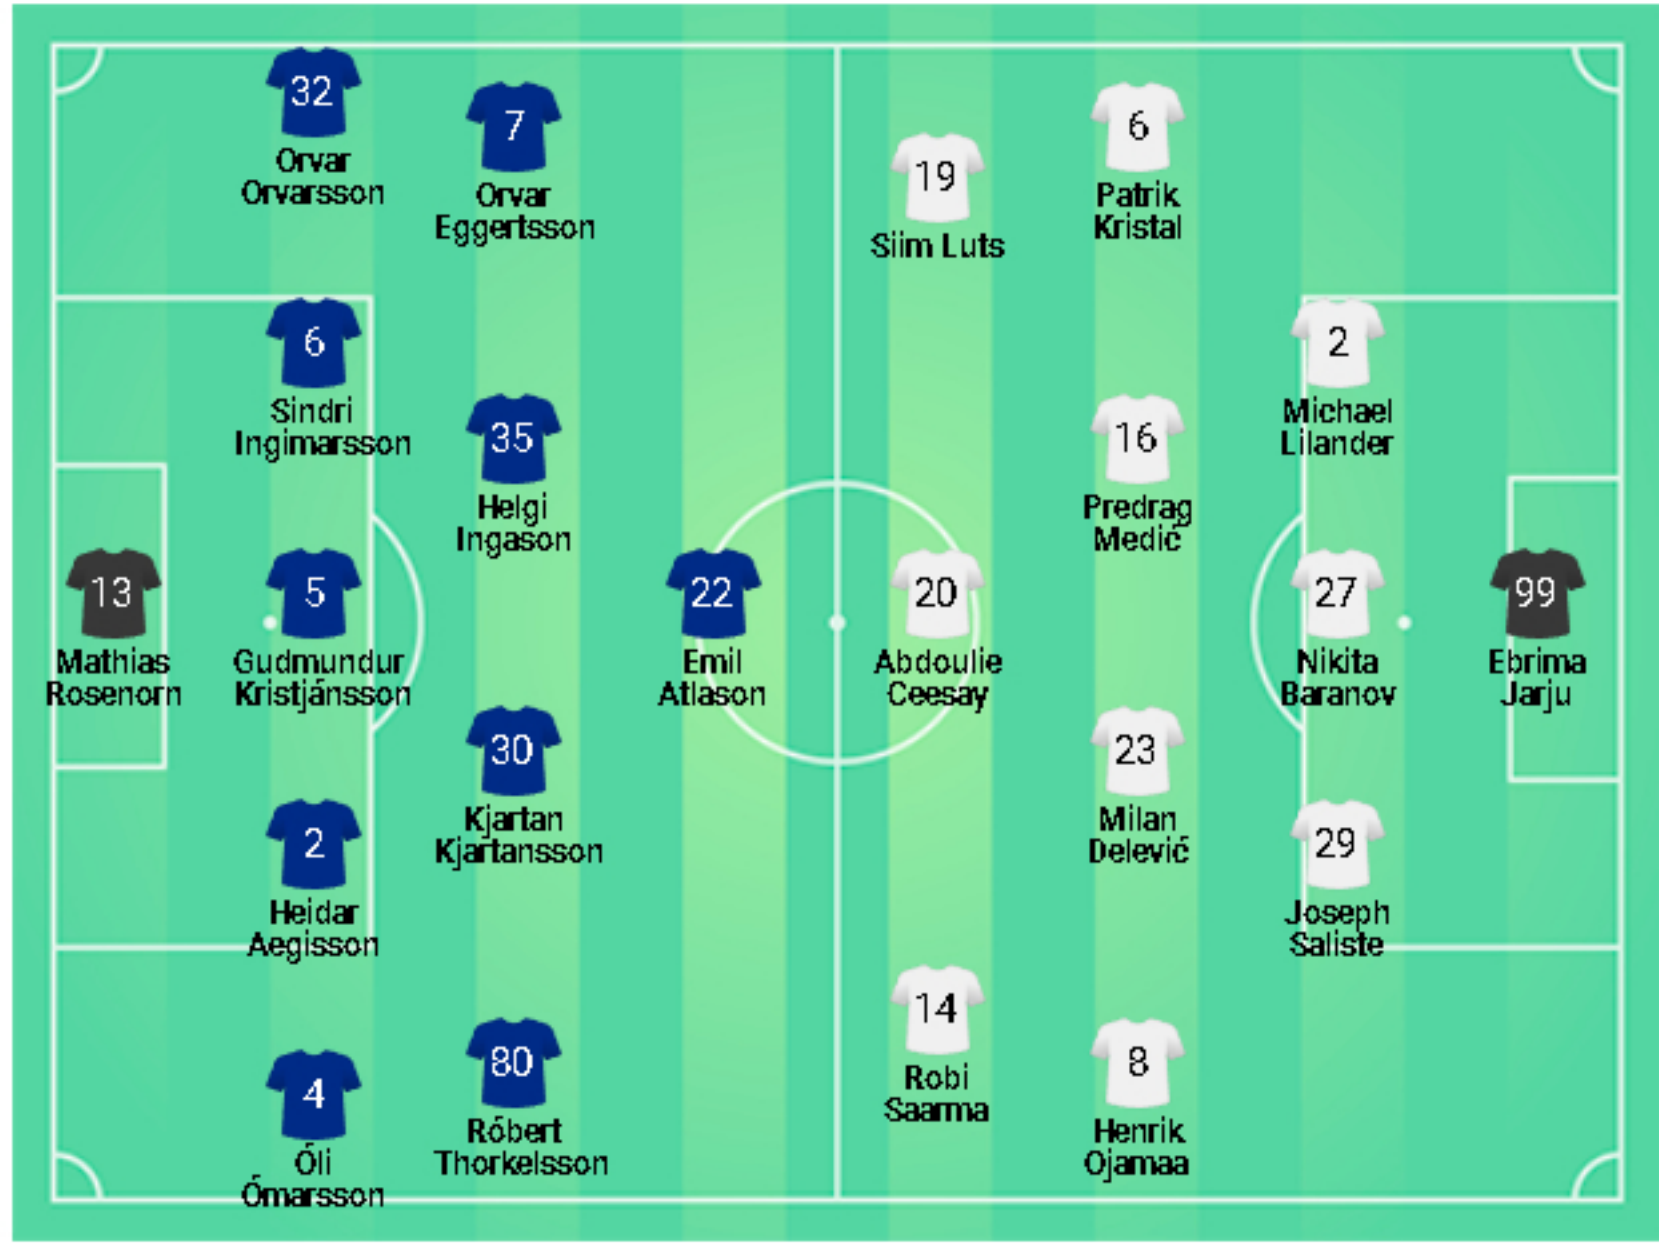 32
Orvar
Orvarsson
7
Orvar
Eggertsson
6
Sindri
Ingimarsson
35
Helgi
Ingason
13
Mathias
Rosenorn
5
Gudmundur
Kristjánsson
22
Emil
Atlason
30
Kjartan
Kjartansson
2
Heidar
Aegisson
4
Óli
Ómarsson
80
Róbert
Thorkelsson
19
Siim Luts
6
Patrik
Kristal
16
Predrag
Medić
2
Michael
Lilander
20
Abdoulie
Ceesay
27
Nikita
Baranov
99
Ebrima
Jarju
23
Milan
Delević
29
Joseph
Saliste
14
Robi
Saarma
8
Henrik
Ojamaa